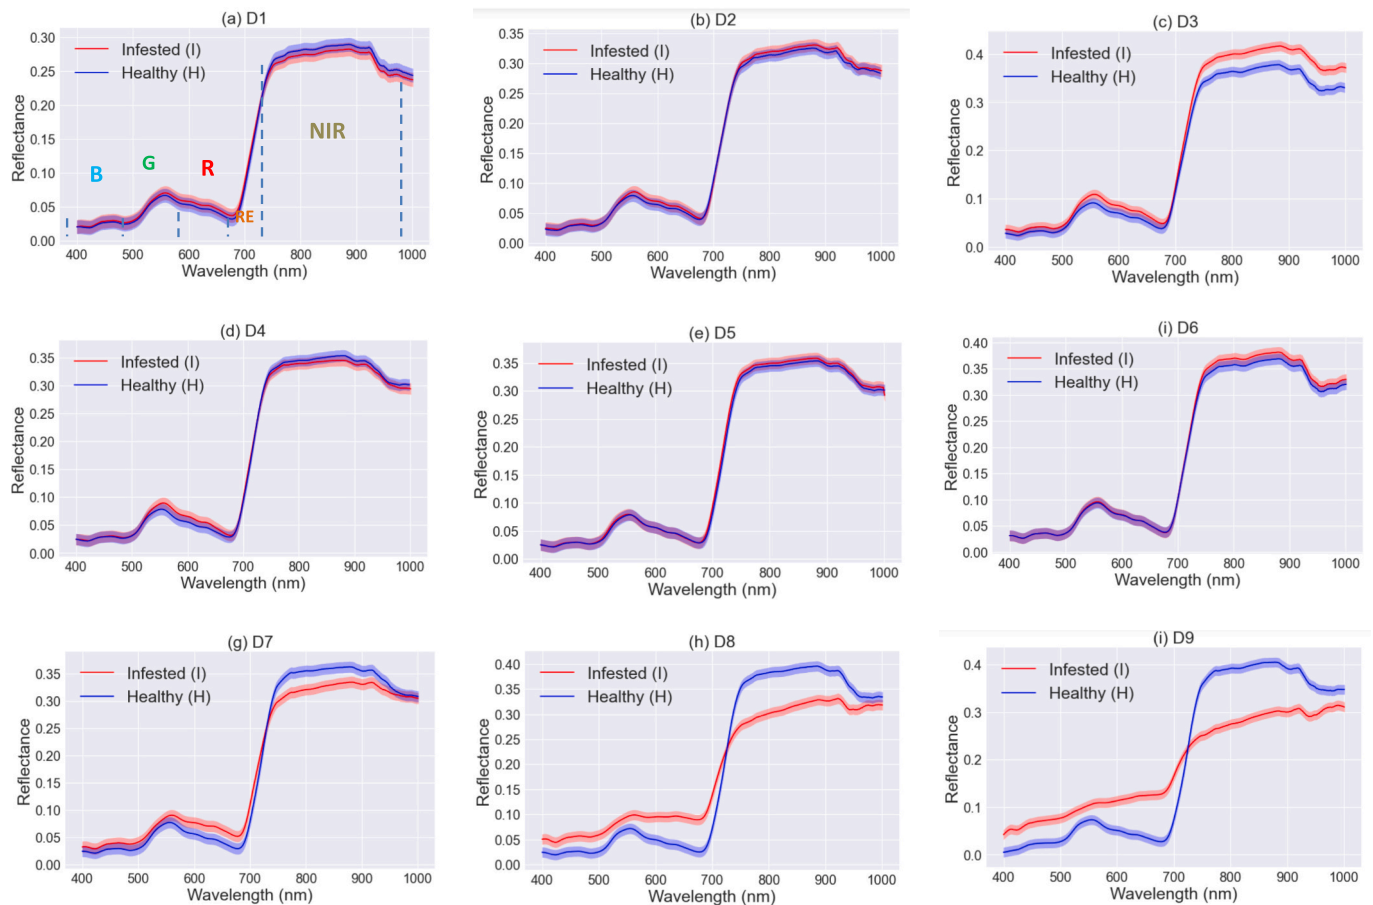 (a) D1
Infested (I)
Healthy (H)
0.30
0.25
0.20
0.15
0.10
0.05
0.00
Reflectance
B
G
R
RE
NIR
400 500 600 700 800 900 1000
Wavelength (nm)
(b) D2
Infested (I)
Healthy (H)
0.35
0.30
0.25
0.20
0.15
0.10
0.05
0.00
Reflectance
400 500 600 700 800 900 1000
Wavelength (nm)
(c) D3
Infested (I)
Healthy (H)
0.4
0.3
0.2
0.1
0.0
Reflectance
400 500 600 700 800 900 1000
Wavelength (nm)
(d) D4
Infested (I)
Healthy (H)
0.35
0.30
0.25
0.20
0.15
0.10
0.05
0.00
Reflectance
400 500 600 700 800 900 1000
Wavelength (nm)
(e) D5
Infested (I)
Healthy (H)
0.35
0.30
0.25
0.20
0.15
0.10
0.05
0.00
Reflectance
400 500 600 700 800 900 1000
Wavelength (nm)
(i) D6
Infested (I)
Healthy (H)
0.40
0.35
0.30
0.25
0.20
0.15
0.10
0.05
0.00
Reflectance
400 500 600 700 800 900 1000
Wavelength (nm)
(g) D7
Infested (I)
Healthy (H)
0.35
0.30
0.25
0.20
0.15
0.10
0.05
0.00
Reflectance
400 500 600 700 800 900 1000
Wavelength (nm)
(h) D8
Infested (I)
Healthy (H)
0.40
0.35
0.30
0.25
0.20
0.15
0.10
0.05
0.00
Reflectance
400 500 600 700 800 900 1000
Wavelength (nm)
(i) D9
Infested (I)
Healthy (H)
0.4
0.3
0.2
0.1
0.0
Reflectance
400 500 600 700 800 900 1000
Wavelength (nm)